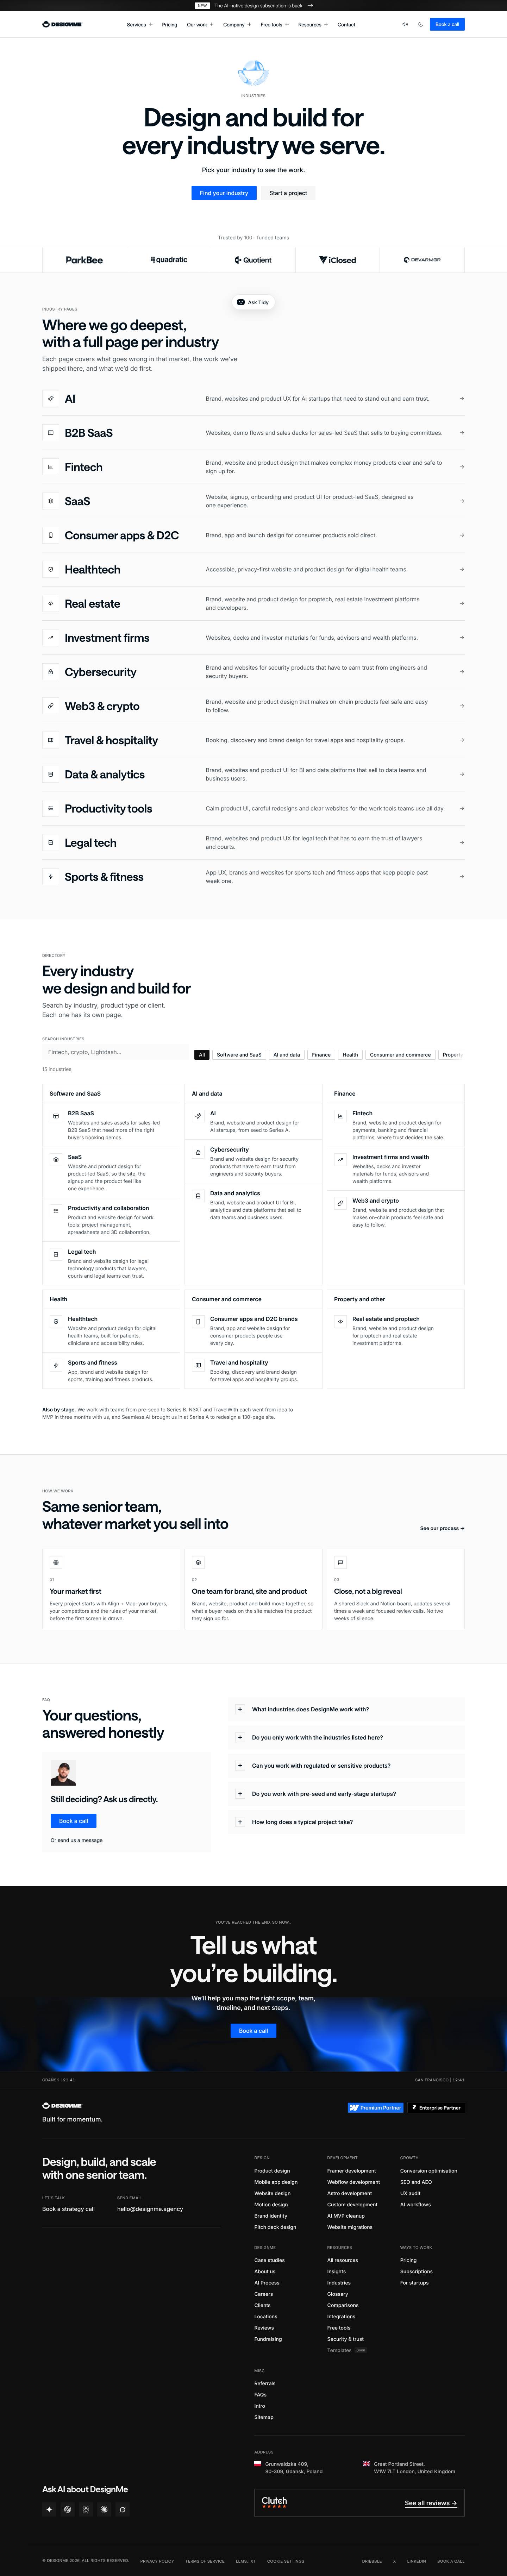 NEW The AI-native design subscription is back →
DESIGNME
Services + Pricing Our work + Company + Free tools + Resources + Contact
Book a call
INDUSTRIES
Design and build for
every industry we serve.
Pick your industry to see the work.
Find your industry Start a project
Trusted by 100+ funded teams
ParkBee quadratic Quotient iClosed DEVARMOR
Ask Tidy
INDUSTRY PAGES
Where we go deepest,
with a full page per industry
Each page covers what goes wrong in that market, the work we've
shipped there, and what we'd do first.
AI Brand, websites and product UX for AI startups that need to stand out and earn trust. →
B2B SaaS Websites, demo flows and sales decks for sales-led SaaS that sells to buying committees. →
Fintech Brand, website and product design that makes complex money products clear and safe to
sign up for. →
SaaS Website, signup, onboarding and product UI for product-led SaaS, designed as
one experience. →
Consumer apps & D2C Brand, app and launch design for consumer products sold direct. →
Healthtech Accessible, privacy-first website and product design for digital health teams. →
Real estate Brand, website and product design for proptech, real estate investment platforms
and developers. →
Investment firms Websites, decks and investor materials for funds, advisors and wealth platforms. →
Cybersecurity Brand and websites for security products that have to earn trust from engineers and
security buyers. →
Web3 & crypto Brand, website and product design that makes on-chain products feel safe and easy
to follow. →
Travel & hospitality Booking, discovery and brand design for travel apps and hospitality groups. →
Data & analytics Brand, websites and product UI for BI and data platforms that sell to data teams and
business users. →
Productivity tools Calm product UI, careful redesigns and clear websites for the work tools teams use all day. →
Legal tech Brand, websites and product UX for legal tech that has to earn the trust of lawyers
and courts. →
Sports & fitness App UX, brands and websites for sports tech and fitness apps that keep people past
week one. →
DIRECTORY
Every industry
we design and build for
Search by industry, product type or client.
Each one has its own page.
SEARCH INDUSTRIES
Fintech, crypto, Lightdash...
All Software and SaaS AI and data Finance Health Consumer and commerce Property
15 industries
Software and SaaS
B2B SaaS
Websites and sales assets for sales-led
B2B SaaS that need more of the right
buyers booking demos.
SaaS
Website and product design for
product-led SaaS, so the site, the
signup and the product feel like
one experience.
Productivity and collaboration
Product and website design for work
tools: project management,
spreadsheets and 3D collaboration.
Legal tech
Brand and website design for legal
technology products that lawyers,
courts and legal teams can trust.
AI and data
AI
Brand, website and product design for
AI startups, from seed to Series A.
Cybersecurity
Brand and website design for security
products that have to earn trust from
engineers and security buyers.
Data and analytics
Brand, website and product UI for BI,
analytics and data platforms that sell to
data teams and business users.
Finance
Fintech
Brand, website and product design for
payments, banking and financial
platforms, where trust decides the sale.
Investment firms and wealth
Websites, decks and investor
materials for funds, advisors and
wealth platforms.
Web3 and crypto
Brand, website and product design that
makes on-chain products feel safe and
easy to follow.
Health
Healthtech
Website and product design for digital
health teams, built for patients,
clinicians and accessibility rules.
Sports and fitness
App, brand and website design for
sports, training and fitness products.
Consumer and commerce
Consumer apps and D2C brands
Brand, app and website design for
consumer products people use
every day.
Travel and hospitality
Booking, discovery and brand design
for travel apps and hospitality groups.
Property and other
Real estate and proptech
Brand, website and product design
for proptech and real estate
investment platforms.
Also by stage. We work with teams from pre-seed to Series B. N3XT and TravelWith each went from idea to
MVP in three months with us, and Seamless.AI brought us in at Series A to redesign a 130-page site.
HOW WE WORK
Same senior team,
whatever market you sell into
See our process →
01
Your market first
Every project starts with Align + Map: your buyers,
your competitors and the rules of your market,
before the first screen is drawn.
02
One team for brand, site and product
Brand, website, product and build move together, so
what a buyer reads on the site matches the product
they sign up for.
03
Close, not a big reveal
A shared Slack and Notion board, updates several
times a week and focused review calls. No two
weeks of silence.
FAQ
Your questions,
answered honestly
Still deciding? Ask us directly.
Book a call
Or send us a message
+ What industries does DesignMe work with?
+ Do you only work with the industries listed here?
+ Can you work with regulated or sensitive products?
+ Do you work with pre-seed and early-stage startups?
+ How long does a typical project take?
YOU'VE REACHED THE END, SO NOW...
Tell us what
you're building.
We'll help you map the right scope, team,
timeline, and next steps.
Book a call
GDAŃSK | 21:41 SAN FRANCISCO | 12:41
DESIGNME
Built for momentum.
Premium Partner Enterprise Partner
Design, build, and scale
with one senior team.
LET'S TALK
Book a strategy call
SEND EMAIL
hello@designme.agency
DESIGN
Product design
Mobile app design
Website design
Motion design
Brand identity
Pitch deck design
DEVELOPMENT
Framer development
Webflow development
Astro development
Custom development
AI MVP cleanup
Website migrations
GROWTH
Conversion optimisation
SEO and AEO
UX audit
AI workflows
DESIGNME
Case studies
About us
AI Process
Careers
Clients
Locations
Reviews
Fundraising
RESOURCES
All resources
Insights
Industries
Glossary
Comparisons
Integrations
Free tools
Security & trust
Templates
WAYS TO WORK
Pricing
Subscriptions
For startups
MISC
Referrals
FAQs
Intro
Sitemap
ADDRESS
Grunwaldzka 409,
80-309, Gdansk, Poland
Great Portland Street,
W1W 7LT London, United Kingdom
Ask AI about DesignMe
Clutch
See all reviews →
© DESIGNME 2026. ALL RIGHTS RESERVED. PRIVACY POLICY TERMS OF SERVICE LLMS.TXT COOKIE SETTINGS DRIBBBLE X LINKEDIN BOOK A CALL